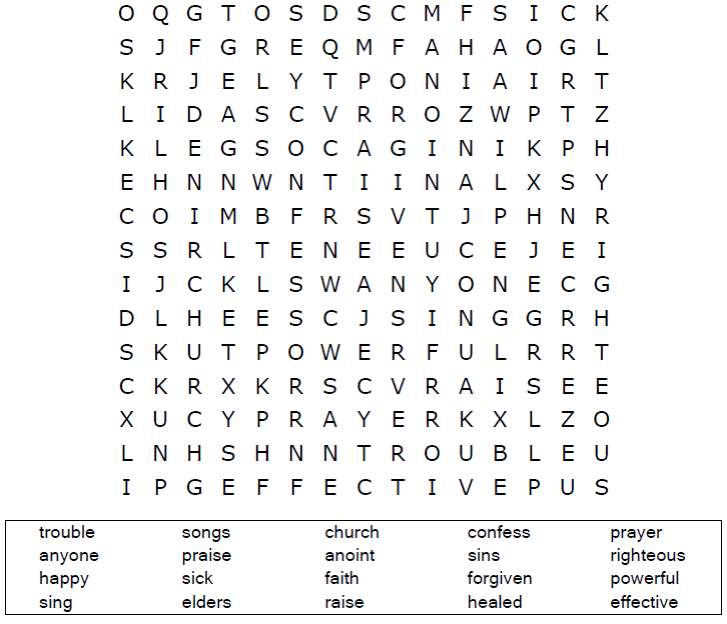 O Q G T O S D S C M F S I C K
S J F G R E Q M F A H A O G L
K R J E L Y T P O N I A I R T
L I D A S C V R R O Z W P T Z
K L E G S O C A G I N I K P H
E H N N W N T I I N A L X S Y
C O I M B F R S V T J P H N R
S S R L T E N E E U C E J E I
I J C K L S W A N Y O N E C G
D L H E E S C J S I N G G R H
S K U T P O W E R F U L R R T
C K R X K R S C V R A I S E E
X U C Y P R A Y E R K X L Z O
L N H S H N N T R O U B L E U
I P G E F F E C T I V E P U S
trouble songs church confess prayer
anyone praise anoint sins righteous
happy sick faith forgiven powerful
sing elders raise healed effective